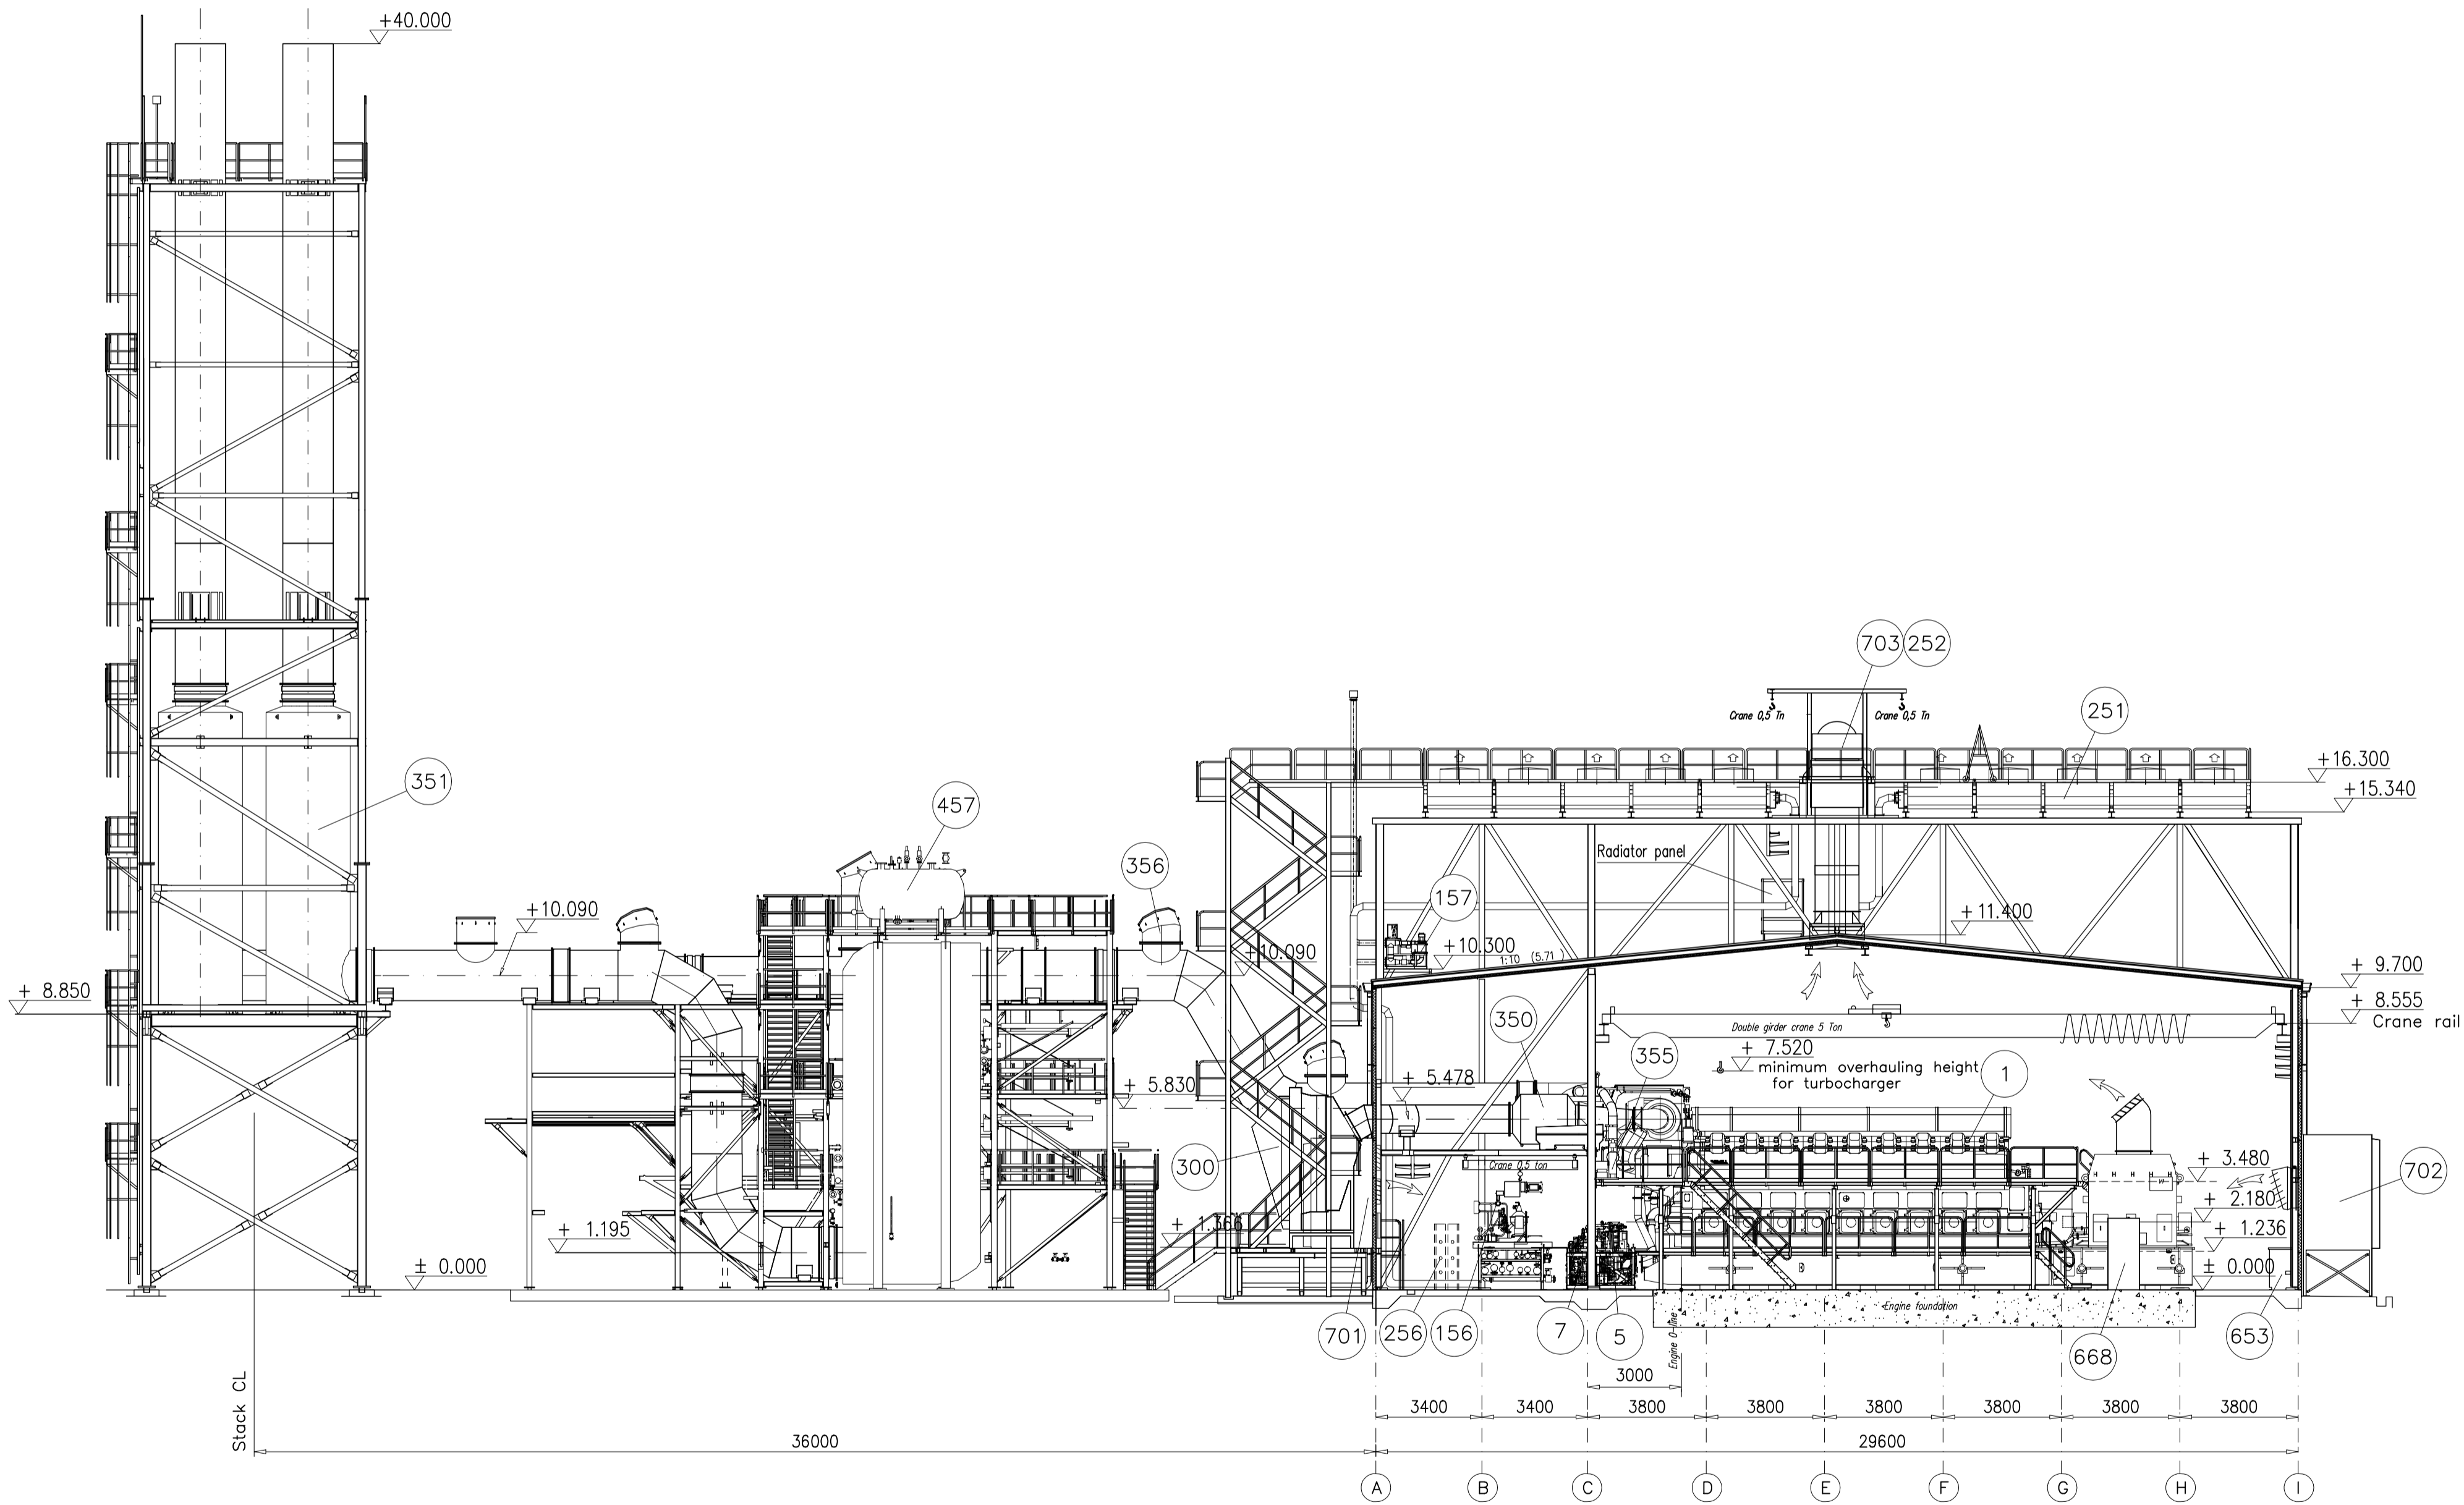 +40.000
703
252
Crane 0,5 Tn
Crane 0,5 Tn
251
+16.300
+15.340
351
457
356
Radiator panel
157
+10.090
+11.400
+10.300
1:10 (5.71 )
+10.090
+ 9.700
+ 8.850
+ 8.555
Crane rail
350
Double girder crane 5 Ton
355
+ 7.520
minimum overhauling height
for turbocharger
1
+ 5.478
+ 5.830
300
Crane 0,5 ton
+ 3.480
702
+ 2.180
+ 1.195
+ 1.366
+ 1.236
± 0.000
± 0.000
Engine foundation
701
256
156
7
5
Engine 0-line
668
653
3000
Stack CL
3400
3400
3800
3800
3800
3800
3800
3800
36000
29600
A
B
C
D
E
F
G
H
I